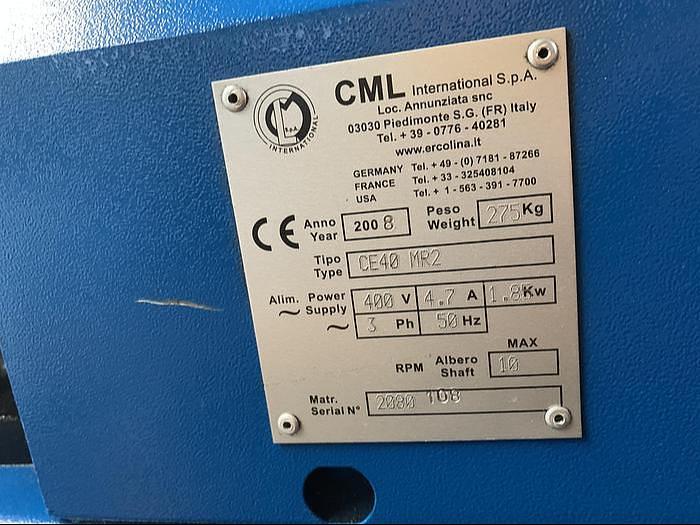 CML International S.p.A.
Loc. Annunziata snc
03030 Piedimonte S.G. (FR) Italy
Tel. + 39 - 0776 - 40281
www.ercolina.it
GERMANY Tel. + 49 - (0) 7181 - 87266
FRANCE Tel. + 33 - 325408104
USA Tel. + 1 - 563 - 391 - 7700
S.p.A.
INTERNATIONAL
CE Anno Year 2008 Peso Weight 275 Kg
Tipo Type CE40 MR2
Alim. Power Supply 400 V 4.7 A 1.8 Kw
~ ~ 3 Ph 50 Hz
MAX
RPM Albero Shaft 10
Matr. Serial N° 2080 T08